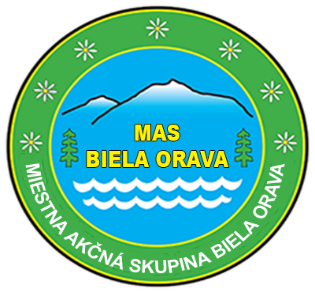 MAS
BIELA ORAVA
MIESTNA AKČNÁ SKUPINA BIELA ORAVA